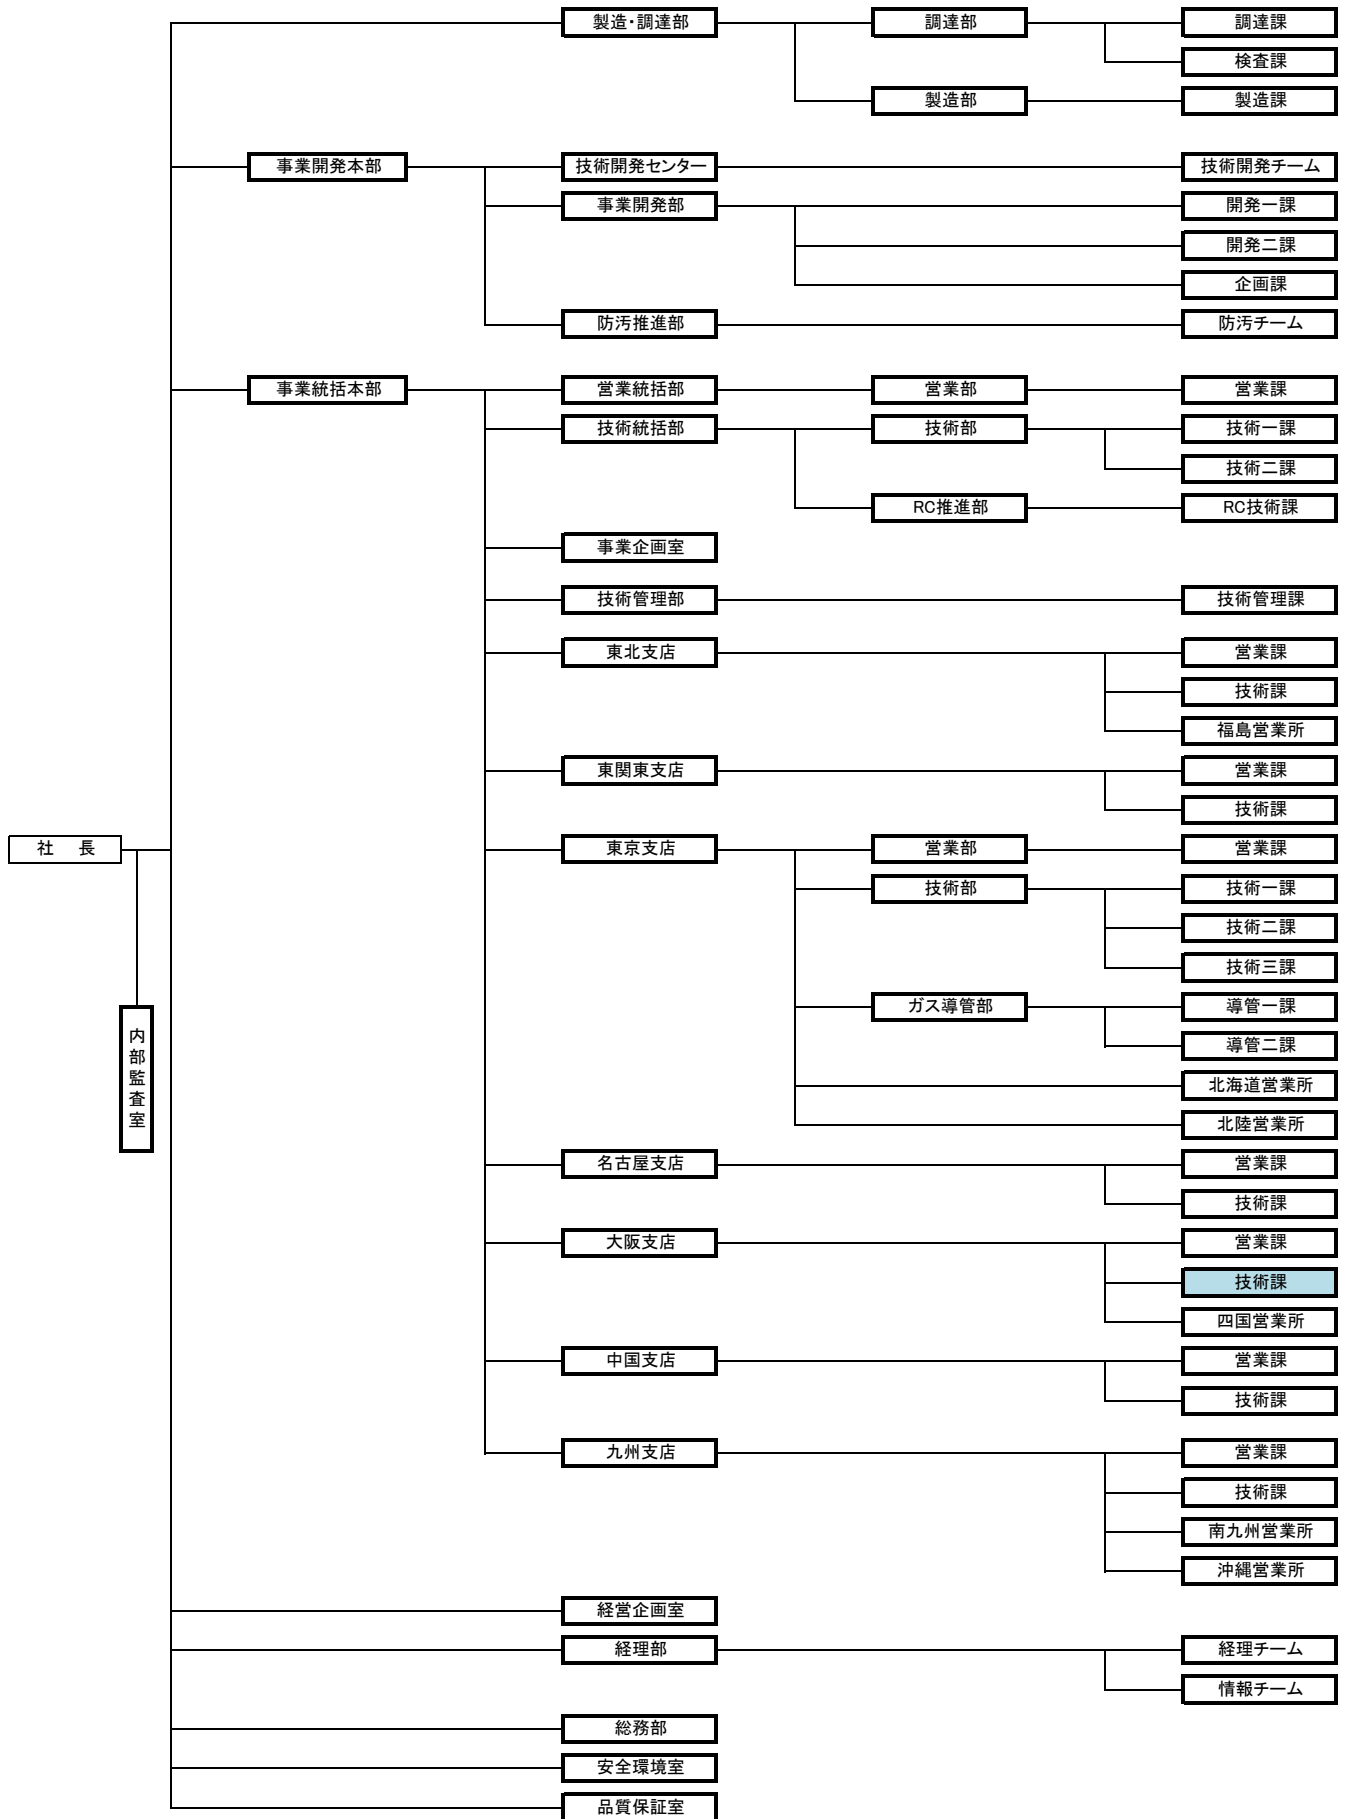 製造・調達部 調達部 調達課
検査課
製造部 製造課
事業開発本部 技術開発センター 技術開発チーム
事業開発部 開発一課
開発二課
企画課
防汚推進部 防汚チーム
事業統括本部 営業統括部 営業部 営業課
技術統括部 技術部 技術一課
技術二課
RC推進部 RC技術課
事業企画室
技術管理部 技術管理課
東北支店 営業課
技術課
福島営業所
東関東支店 営業課
技術課
社 長 東京支店 営業部 営業課
技術部 技術一課
技術二課
技術三課
ガス導管部 導管一課
導管二課
内部監査室
北海道営業所
北陸営業所
名古屋支店 営業課
技術課
大阪支店 営業課
技術課
四国営業所
中国支店 営業課
技術課
九州支店 営業課
技術課
南九州営業所
沖縄営業所
経営企画室
経理部 経理チーム
情報チーム
総務部
安全環境室
品質保証室